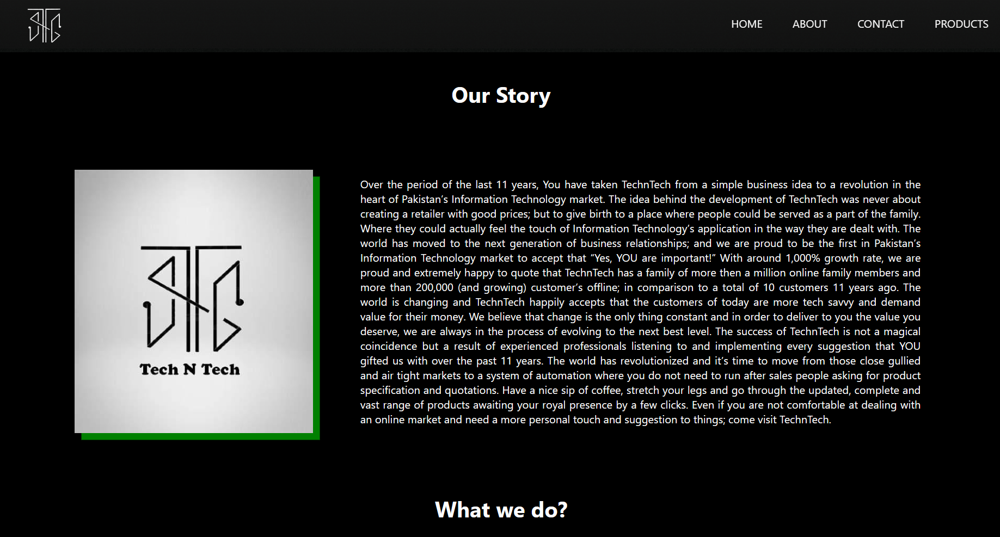 HOME ABOUT CONTACT PRODUCTS
Our Story
Over the period of the last 11 years, You have taken TechnTech from a simple business idea to a revolution in the
heart of Pakistan’s Information Technology market. The idea behind the development of TechnTech was never about
creating a retailer with good prices; but to give birth to a place where people could be served as a part of the family.
Where they could actually feel the touch of Information Technology’s application in the way they are dealt with. The
world has moved to the next generation of business relationships; and we are proud to be the first in Pakistan’s
Information Technology market to accept that “Yes, YOU are important!” With around 1,000% growth rate, we are
proud and extremely happy to quote that TechnTech has a family of more then a million online family members and
more than 200,000 (and growing) customer’s offline; in comparison to a total of 10 customers 11 years ago. The
world is changing and TechnTech happily accepts that the customers of today are more tech savvy and demand
value for their money. We believe that change is the only thing constant and in order to deliver to you the value you
deserve, we are always in the process of evolving to the next best level. The success of TechnTech is not a magical
coincidence but a result of experienced professionals listening to and implementing every suggestion that YOU
gifted us with over the past 11 years. The world has revolutionized and it’s time to move from those close gullied
and air tight markets to a system of automation where you do not need to run after sales people asking for product
specification and quotations. Have a nice sip of coffee, stretch your legs and go through the updated, complete and
vast range of products awaiting your royal presence by a few clicks. Even if you are not comfortable at dealing with
an online market and need a more personal touch and suggestion to things; come visit TechnTech.
Tech N Tech
What we do?